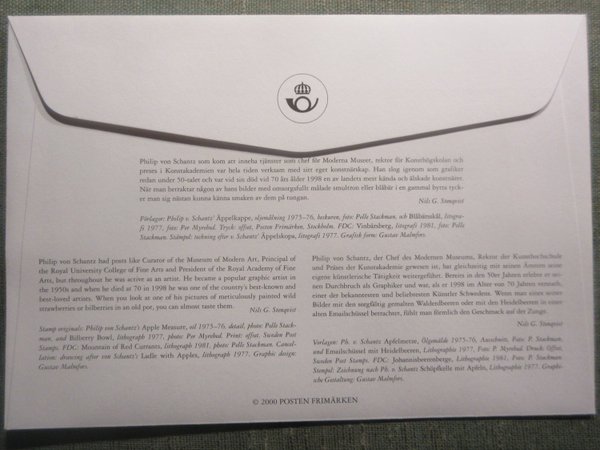 Philip von Schantz som kom att inneha tjänster som chef för Moderna Museet, rektor för Konsthögskolan och
preses i Konstakademien var hela tiden verksam med sitt eget konstnärskap. Han slog igenom som grafiker
redan under 50-talet och var vid sin död vid 70 års ålder 1998 en av landets mest kända och älskade konstnärer.
När man betraktar någon av hans bilder med omsorgsfullt målade smultron eller blåbär i en gammal bytta tyck-
er man sig nästan kunna känna smaken av dem på tungan.
Nils G. Stenqvist
Förlagor: Philip v. Schantz' Äppelkappe, oljemålning 1975–76, beskuren, foto: Pelle Stackman, och Blåbärsskål, litogra-
fi 1977, foto: Per Myrehed. Tryck: offset, Posten Frimärken, Stockholm. FDC: Vinbärsberg, litografi 1981, foto: Pelle
Stackman. Stämpel: teckning efter v. Schantz' Äppelskopa, litografi 1977. Grafisk form: Gustav Malmfors.
Philip von Schantz had posts like Curator of the Museum of Modern Art, Principal of
the Royal University College of Fine Arts and President of the Royal Academy of Fine
Arts, but throughout he was active as an artist. He became a popular graphic artist in
the 1950s and when he died at 70 in 1998 he was one of the country's best-known and
best-loved artists. When you look at one of his pictures of meticulously painted wild
strawberries or bilberries in an old pot, you can almost taste them.
Nils G. Stenqvist
Stamp originals: Philip von Schantz's Apple Measure, oil 1975–76, detail, photo: Pelle Stack-
man, and Bilberry Bowl, lithograph 1977, photo: Per Myrehed. Print: offset, Sweden Post
Stamps. FDC: Mountain of Red Currants, lithograph 1981, photo: Pelle Stackman. Cancel-
lation: drawing after von Schantz's Ladle with Apples, lithograph 1977. Graphic design:
Gustav Malmfors.
Philip von Schantz, der Chef des Modernen Museums, Rektor der Kunsthochschule
und Präses der Kunstakademie gewesen ist, hat gleichzeitig mit seinen Ämtern seine
eigene künstlerische Tätigkeit weitergeführt. Bereits in den 50er Jahren erlebte er sei-
nen Durchbruch als Graphiker und war, als er 1998 im Alter von 70 Jahren verstarb,
einer der bekanntesten und beliebtesten Künstler Schwedens. Wenn man eines seiner
Bilder mit den sorgfältig gemalten Walderdbeeren oder mit den Heidelbeeren in einer
alten Emailschüssel betrachtet, fühlt man förmlich den Geschmack auf der Zunge.
Nils G. Stenqvist
Vorlagen: Ph. v. Schantz Apfelmetze, Ölgemälde 1975-76, Ausschnitt, Foto: P. Stackman,
und Emailschüssel mit Heidelbeeren, Lithographie 1977, Foto: P. Myrehed. Druck: Offset,
Sweden Post Stamps. FDC: Johannisbeerenberge, Lithographie 1981, Foto: P. Stackman.
Stempel: Zeichnung nach Ph. v. Schantz Schöpfkelle mit Äpfeln, Lithographie 1977. Graphi-
sche Gestaltung: Gustav Malmfors.
© 2000 POSTEN FRIMÄRKEN